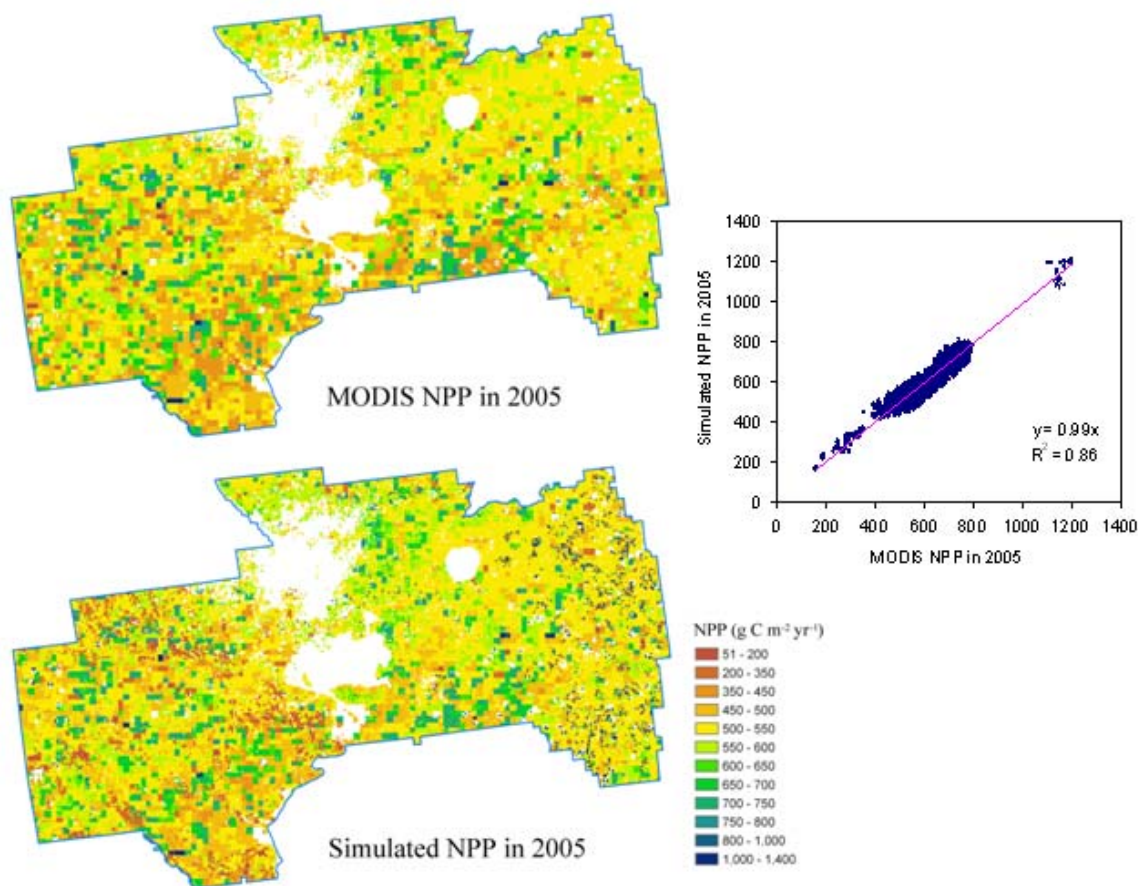 MODIS NPP in 2005
1400
1200
1000
800
600
400
200
0
Simulated NPP in 2005
0 200 400 600 800 1000 1200 1400
MODIS NPP in 2005
y= 0.99x
R² = 0.86
Simulated NPP in 2005
NPP (g C m⁻² yr⁻¹)
51 - 200
200 - 350
350 - 450
450 - 500
500 - 550
550 - 600
600 - 650
650 - 700
700 - 750
750 - 800
800 - 1,000
1,000 - 1,400